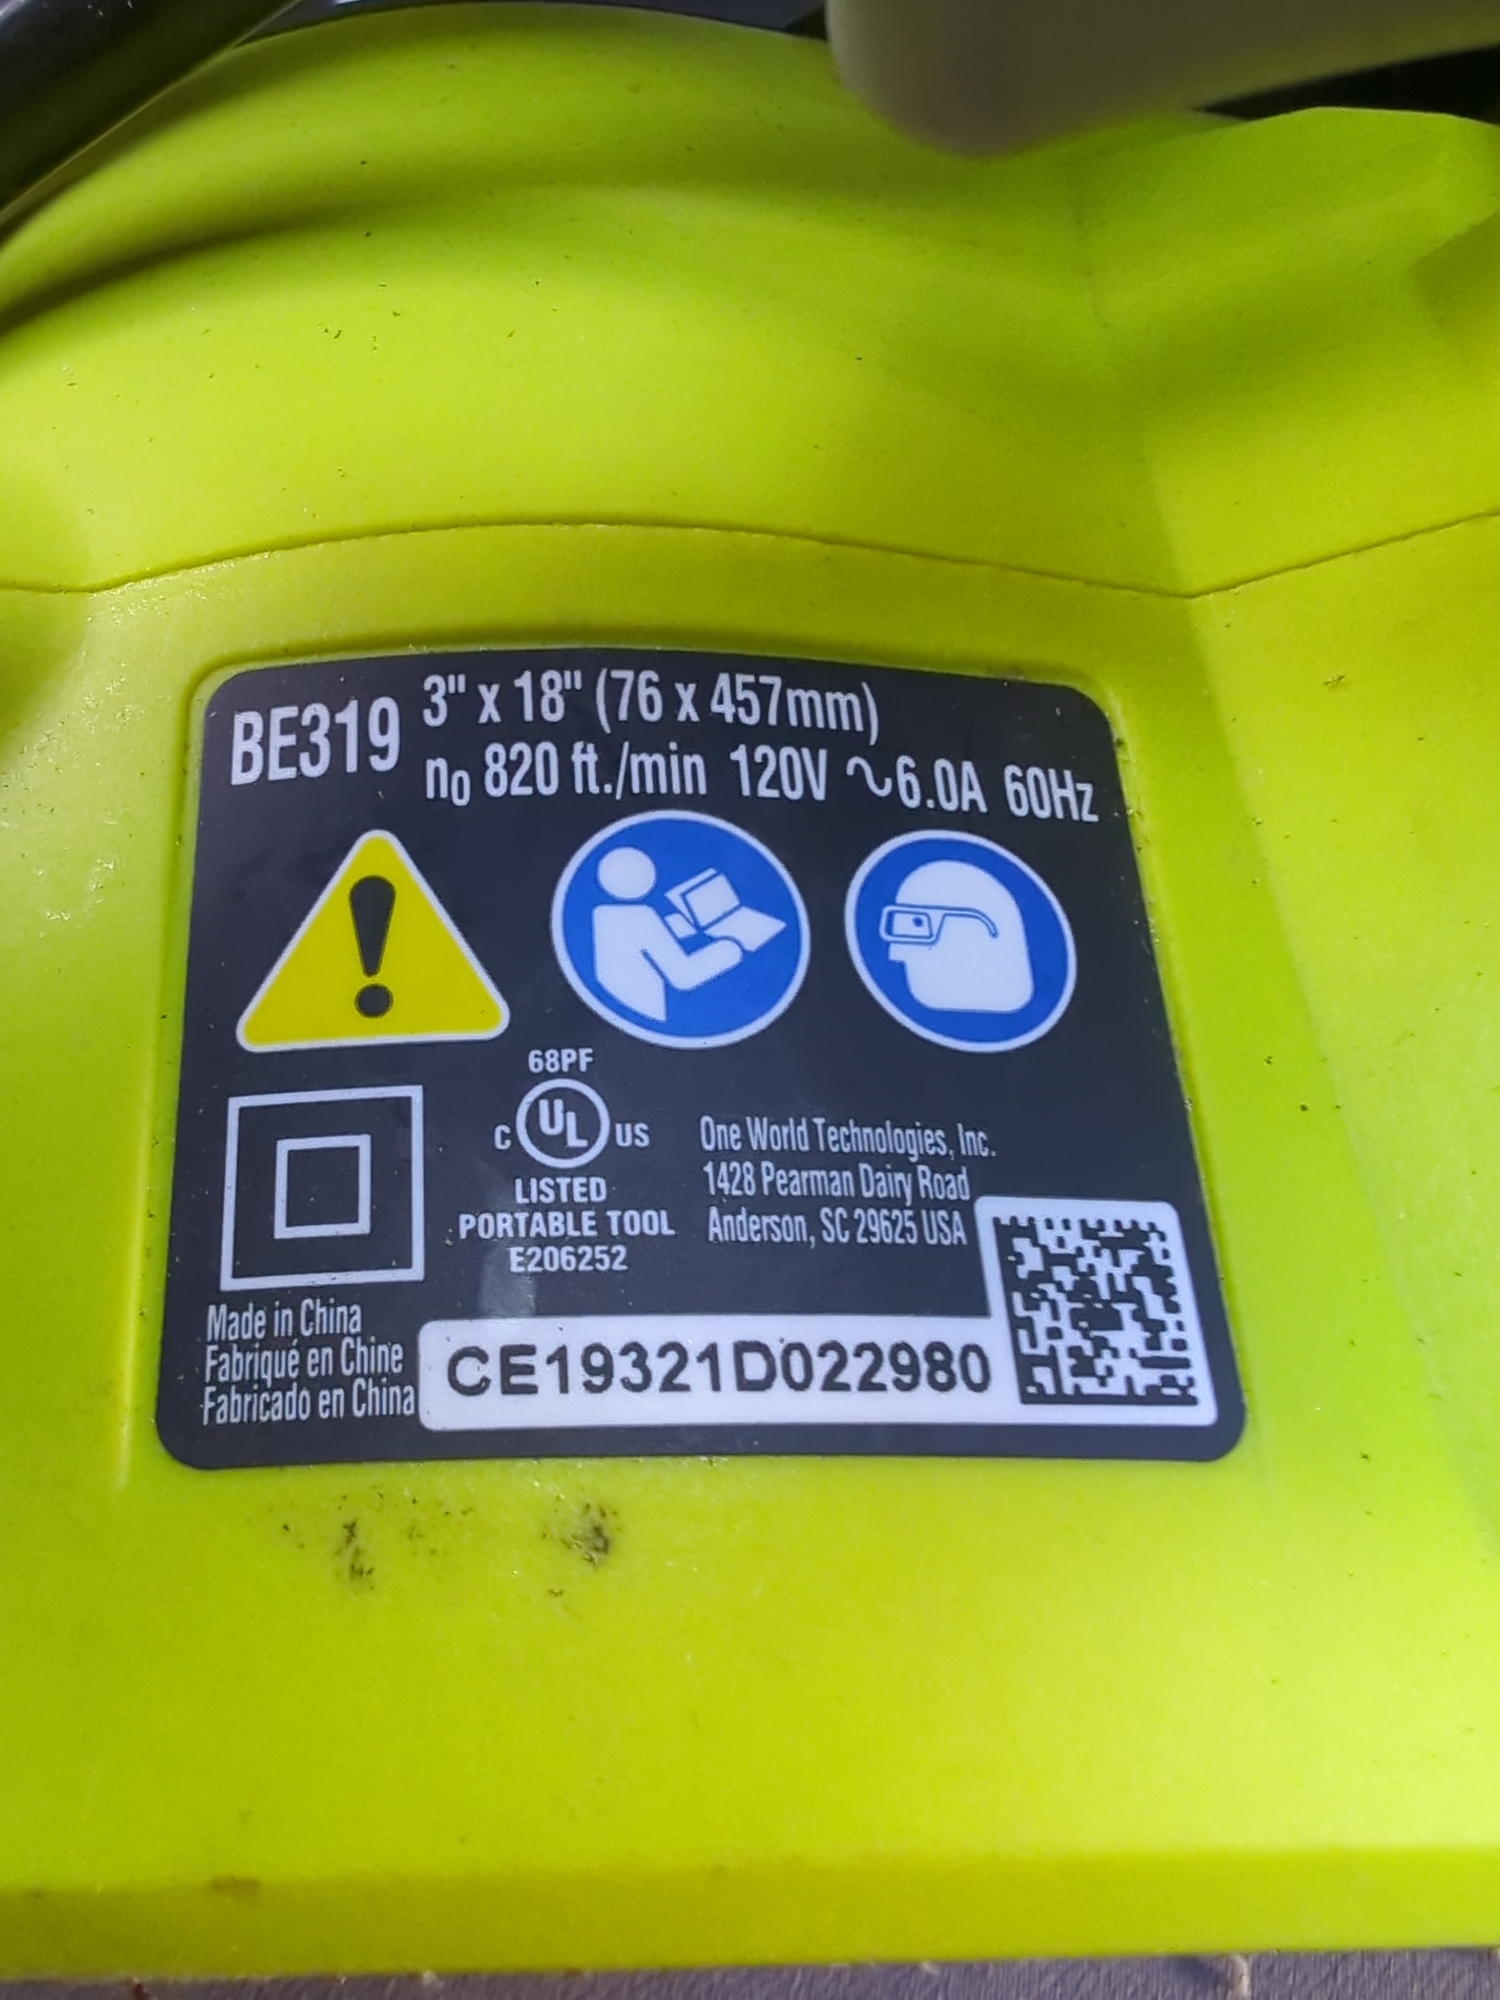 BE319
3" x 18" (76 x 457mm)
n₀ 820 ft./min 120V ~6.0A 60Hz
68PF
C UL US
LISTED
PORTABLE TOOL
E206252
One World Technologies, Inc.
1428 Pearman Dairy Road
Anderson, SC 29625 USA
Made in China
Fabriqué en Chine
Fabricado en China
CE19321D022980